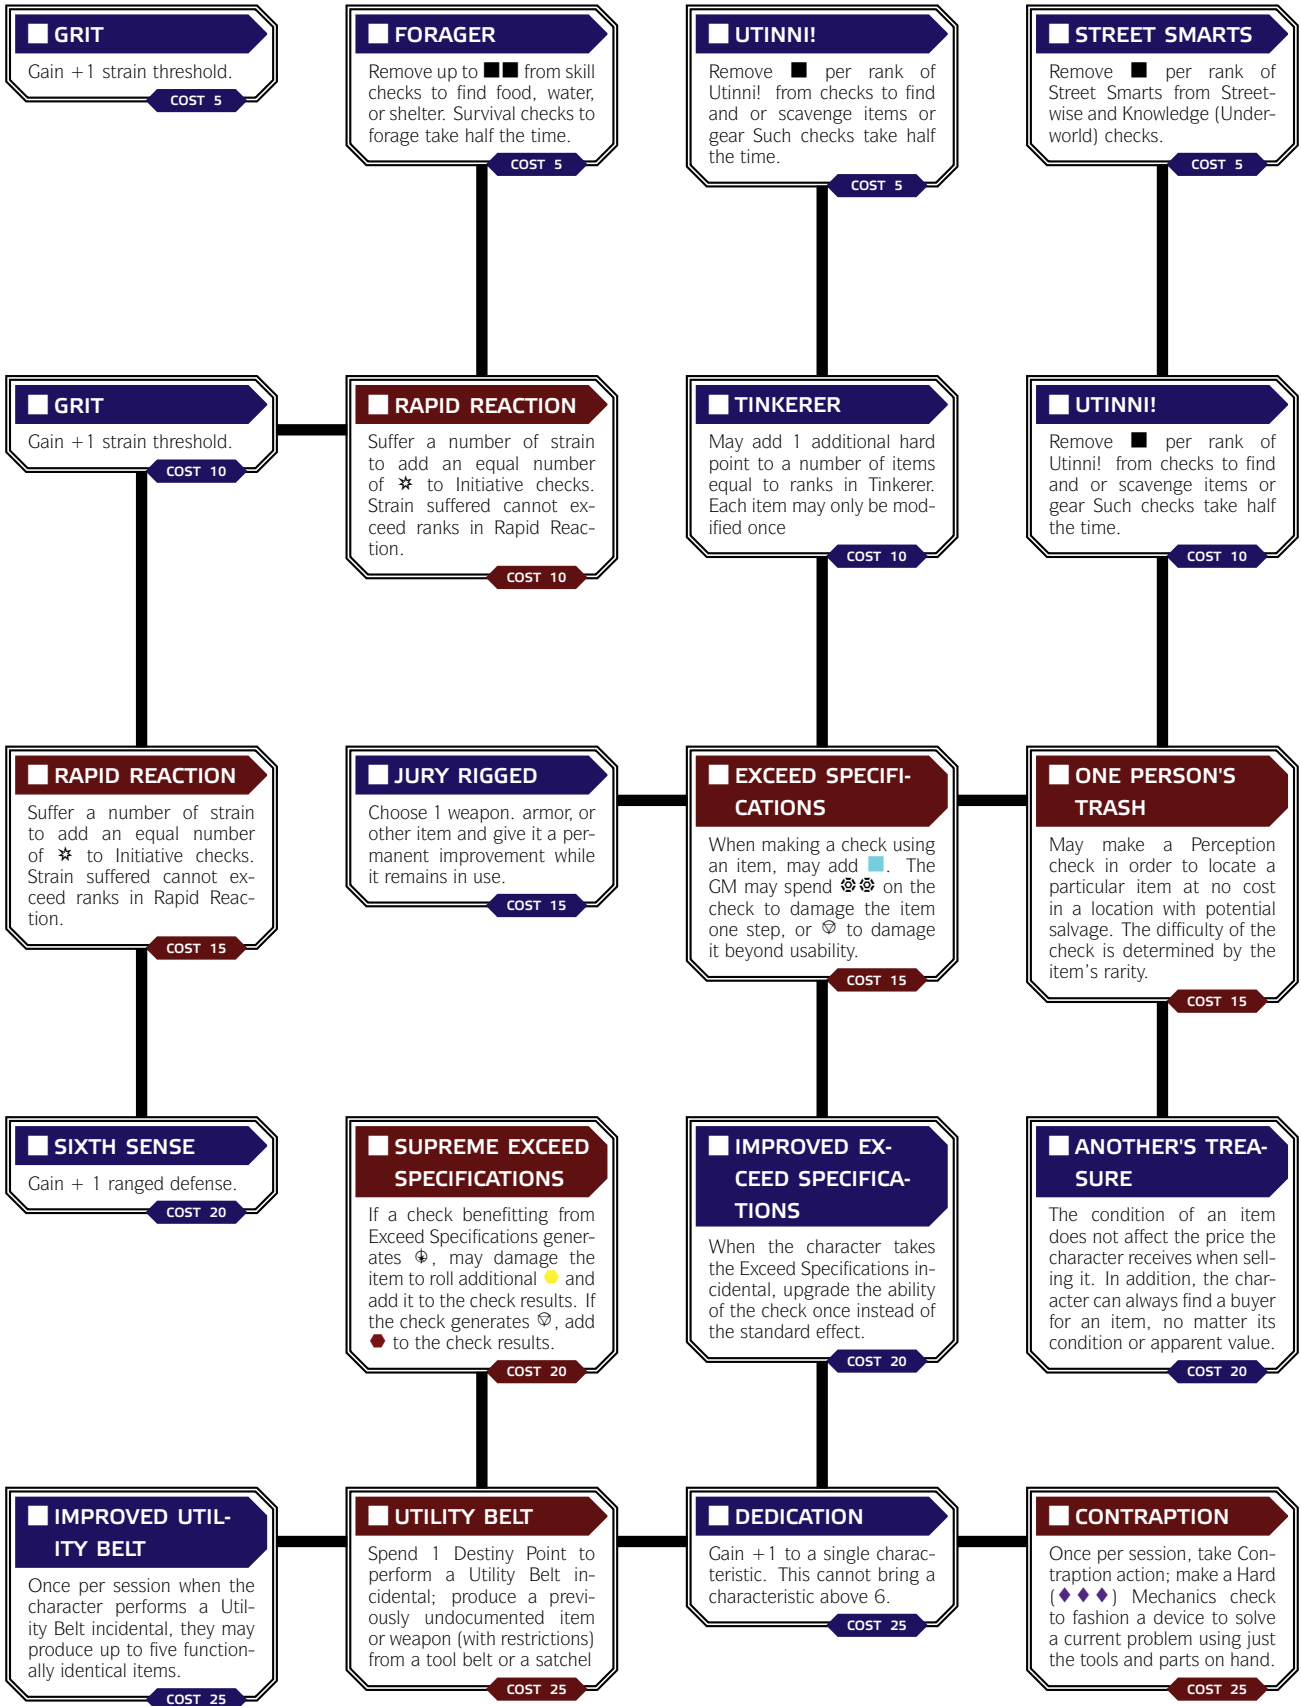 GRIT
Gain +1 strain threshold.
COST 5
FORAGER
Remove up to ■■ from skill
checks to find food, water,
or shelter. Survival checks to
forage take half the time.
COST 5
UTINNI!
Remove ■ per rank of
Utinni! from checks to find
and or scavenge items or
gear Such checks take half
the time.
COST 5
STREET SMARTS
Remove ■ per rank of
Street Smarts from Street-
wise and Knowledge (Under-
world) checks.
COST 5
GRIT
Gain +1 strain threshold.
COST 10
RAPID REACTION
Suffer a number of strain
to add an equal number
of to Initiative checks.
Strain suffered cannot ex-
ceed ranks in Rapid Reac-
tion.
COST 10
TINKERER
May add 1 additional hard
point to a number of items
equal to ranks in Tinkerer.
Each item may only be mod-
ified once
COST 10
UTINNI!
Remove ■ per rank of
Utinni! from checks to find
and or scavenge items or
gear Such checks take half
the time.
COST 10
RAPID REACTION
Suffer a number of strain
to add an equal number
of to Initiative checks.
Strain suffered cannot ex-
ceed ranks in Rapid Reac-
tion.
COST 15
JURY RIGGED
Choose 1 weapon. armor, or
other item and give it a per-
manent improvement while
it remains in use.
COST 15
EXCEED SPECIFI-
CATIONS
When making a check using
an item, may add ■. The
GM may spend on the
check to damage the item
one step, or to damage
it beyond usability.
COST 15
ONE PERSON'S
TRASH
May make a Perception
check in order to locate a
particular item at no cost
in a location with potential
salvage. The difficulty of the
check is determined by the
item's rarity.
COST 15
SIXTH SENSE
Gain + 1 ranged defense.
COST 20
SUPREME EXCEED
SPECIFICATIONS
If a check benefitting from
Exceed Specifications gener-
ates , may damage the
item to roll additional ⬢ and
add it to the check results. If
the check generates , add
⬢ to the check results.
COST 20
IMPROVED EX-
CEED SPECIFICA-
TIONS
When the character takes
the Exceed Specifications in-
cidental, upgrade the ability
of the check once instead of
the standard effect.
COST 20
ANOTHER'S TREA-
SURE
The condition of an item
does not affect the price the
character receives when sell-
ing it. In addition, the char-
acter can always find a buyer
for an item, no matter its
condition or apparent value.
COST 20
IMPROVED UTIL-
ITY BELT
Once per session when the
character performs a Util-
ity Belt incidental, they may
produce up to five function-
ally identical items.
COST 25
UTILITY BELT
Spend 1 Destiny Point to
perform a Utility Belt in-
cidental; produce a previ-
ously undocumented item
or weapon (with restrictions)
from a tool belt or a satchel
COST 25
DEDICATION
Gain +1 to a single charac-
teristic. This cannot bring a
characteristic above 6.
COST 25
CONTRAPTION
Once per session, take Con-
traption action; make a Hard
(♦♦♦) Mechanics check
to fashion a device to solve
a current problem using just
the tools and parts on hand.
COST 25